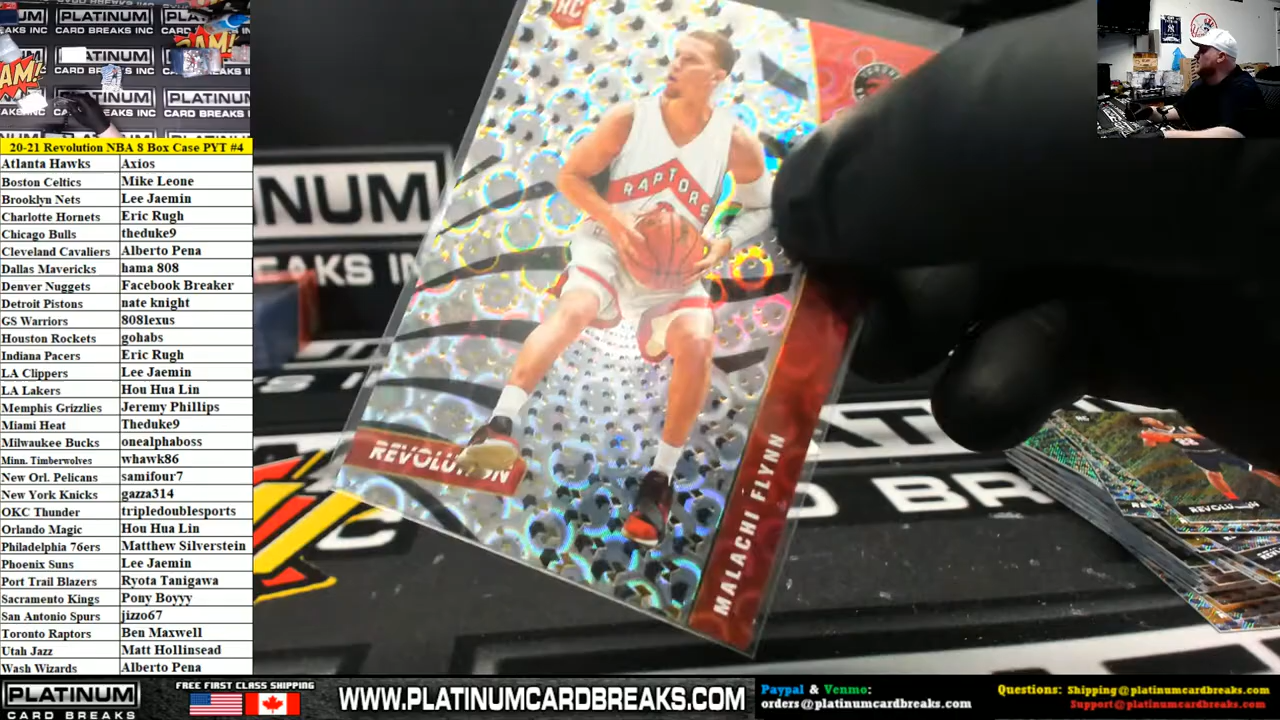 PLATINUM
CARD BREAKS INC
BAM!
20-21 Revolution NBA 8 Box Case PYT #4
Atlanta Hawks Axios
Boston Celtics Mike Leone
Brooklyn Nets Lee Jaemin
Charlotte Hornets Eric Rugh
Chicago Bulls theduke9
Cleveland Cavaliers Alberto Pena
Dallas Mavericks hama 808
Denver Nuggets Facebook Breaker
Detroit Pistons nate knight
GS Warriors 808lexus
Houston Rockets gohabs
Indiana Pacers Eric Rugh
LA Clippers Lee Jaemin
LA Lakers Hou Hua Lin
Memphis Grizzlies Jeremy Phillips
Miami Heat Theduke9
Milwaukee Bucks onealphaboss
Minn. Timberwolves whawk86
New Orl. Pelicans samifour7
New York Knicks gazza314
OKC Thunder tripledoublesports
Orlando Magic Hou Hua Lin
Philadelphia 76ers Matthew Silverstein
Phoenix Suns Lee Jaemin
Port Trail Blazers Ryota Tanigawa
Sacramento Kings Pony Boyyy
San Antonio Spurs jizzo67
Toronto Raptors Ben Maxwell
Utah Jazz Matt Hollinsead
Wash Wizards Alberto Pena
RC
RAPTORS
REVOLUTION
MALACHI FLYNN
REVOLUTION
PLATINUM
CARD BREAKS
FREE FIRST CLASS SHIPPING
WWW.PLATINUMCARDBREAKS.COM
Paypal & Venmo:
orders@platinumcardbreaks.com
Questions: Shipping@platinumcardbreaks.com
Support@platinumcardbreaks.com